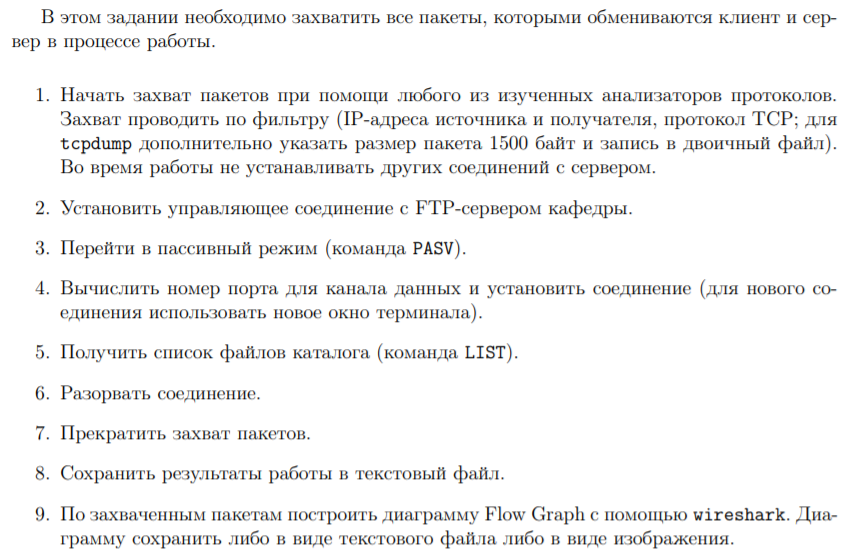 В этом задании необходимо захватить все пакеты, которыми обмениваются клиент и сер-
вер в процессе работы.
1. Начать захват пакетов при помощи любого из изученных анализаторов протоколов.
Захват проводить по фильтру (IP-адреса источника и получателя, протокол TCP; для
tcpdump дополнительно указать размер пакета 1500 байт и запись в двоичный файл).
Во время работы не устанавливать других соединений с сервером.
2. Установить управляющее соединение с FTP-сервером кафедры.
3. Перейти в пассивный режим (команда PASV).
4. Вычислить номер порта для канала данных и установить соединение (для нового со-
единения использовать новое окно терминала).
5. Получить список файлов каталога (команда LIST).
6. Разорвать соединение.
7. Прекратить захват пакетов.
8. Сохранить результаты работы в текстовый файл.
9. По захваченным пакетам построить диаграмму Flow Graph с помощью wireshark. Диа-
грамму сохранить либо в виде текстового файла либо в виде изображения.